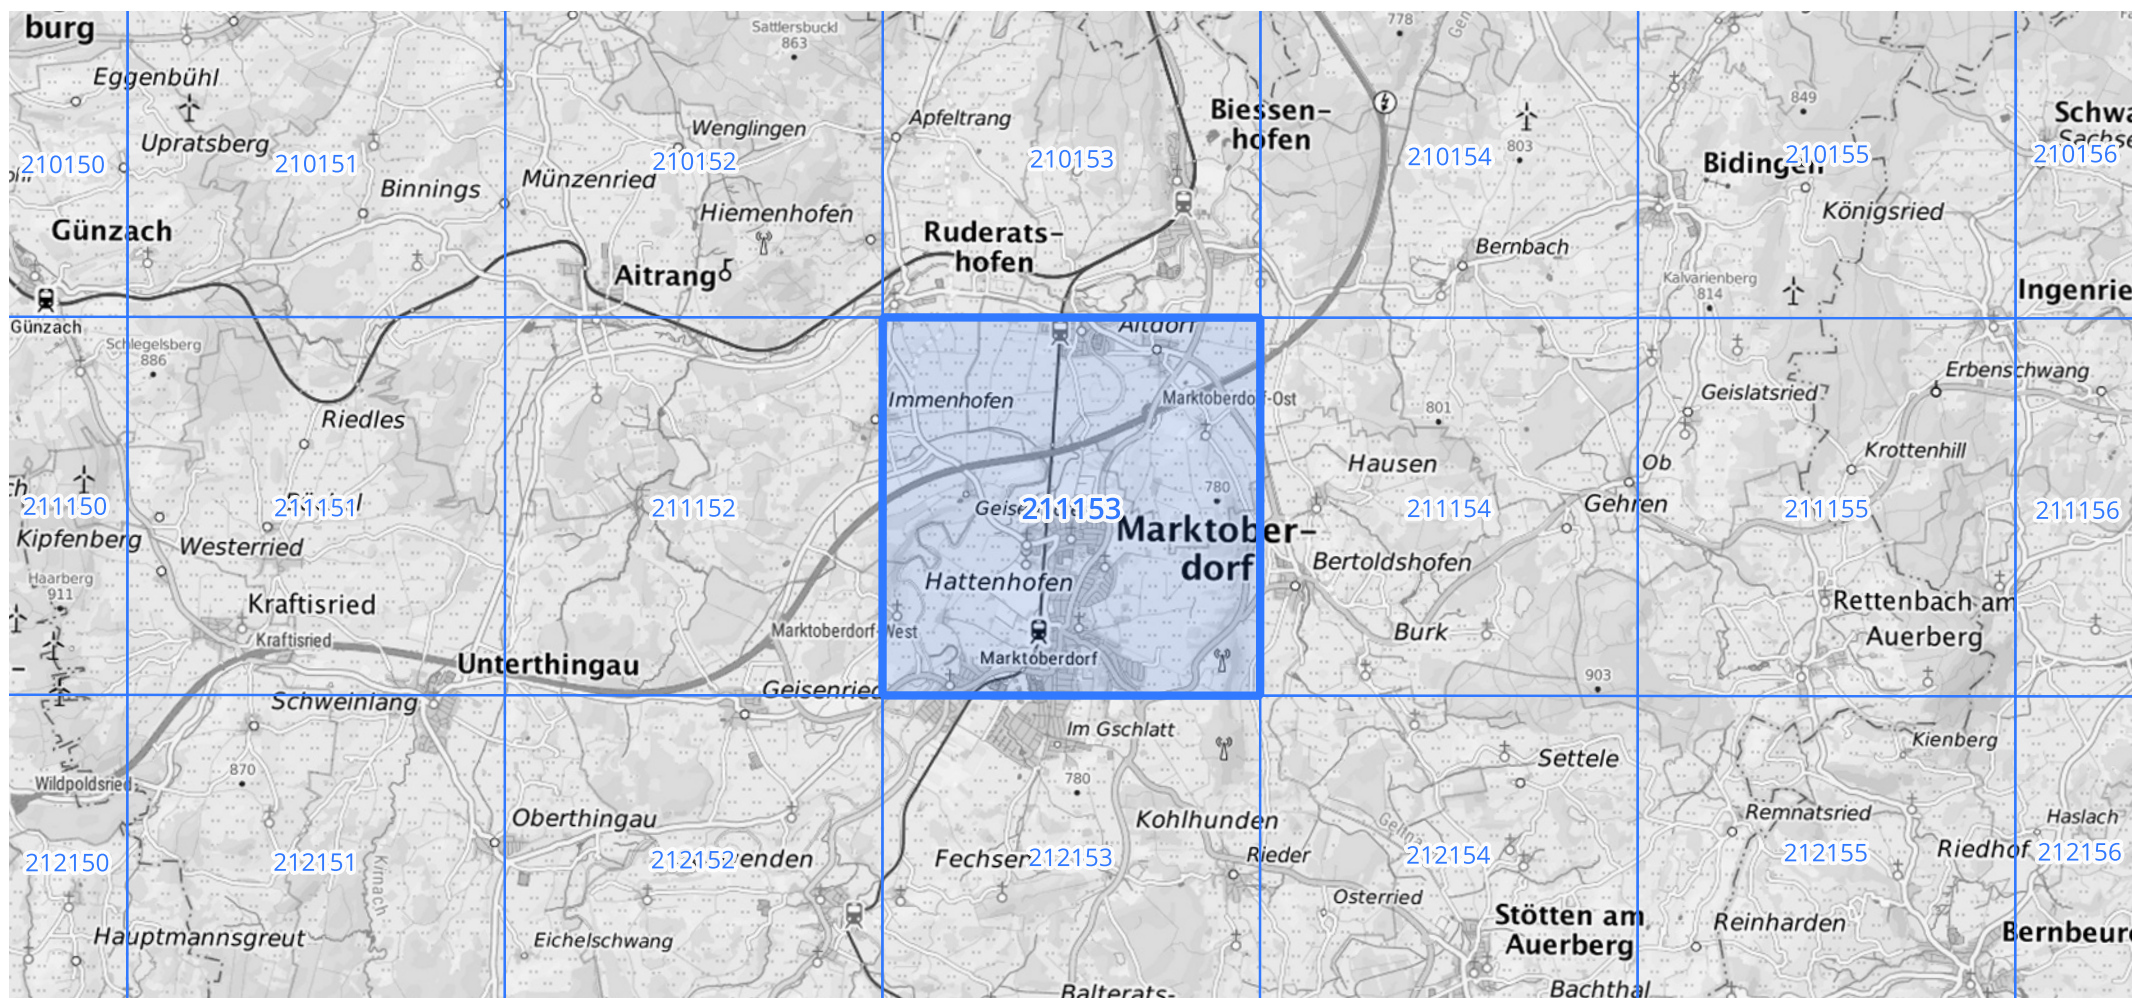 burg
Sattlersbuckl
863
778
Eggenbühl
Upratsberg
Wenglingen
Apfeltrang
Biessen-
hofen
803
849
Schwa
Sachse
210150
210151
210152
210153
210154
210155
210156
Bidingen
Binnings
Münzenried
Hiemenhofen
Königsried
Günzach
Ruderats-
hofen
Bernbach
Aitrang
Kalvarienberg
814
Ingenrie
Günzach
Schlegelsberg
886
Altdorf
Erbenschwang
Immenhofen
Marktoberdorf-Ost
Geislatsried
801
Riedles
Hausen
Ob
Krottenhill
780
Gehren
211150
211151
211152
211153
211154
211155
211156
Kipfenberg
Westerried
Marktober-
dorf
Bertoldshofen
Haarberg
911
Hattenhofen
Kraftisried
Kraftisried
Rettenbach am
Auerberg
Marktoberdorf-West
Burk
Unterthingau
Marktoberdorf
Geisenried
903
Schweinlang
Im Gschlatt
Kienberg
Settele
870
Wildpoldsried
780
Oberthingau
Kohlhunden
Remnatsried
Haslach
212150
212151
212152
212153
212154
212155
212156
Fechsen
Rieder
Riedhof
Kirnach
Osterried
Stötten am
Auerberg
Reinharden
Bernbeure
Hauptmannsgreut
Eichelschwang
Balterats-
Bachthal